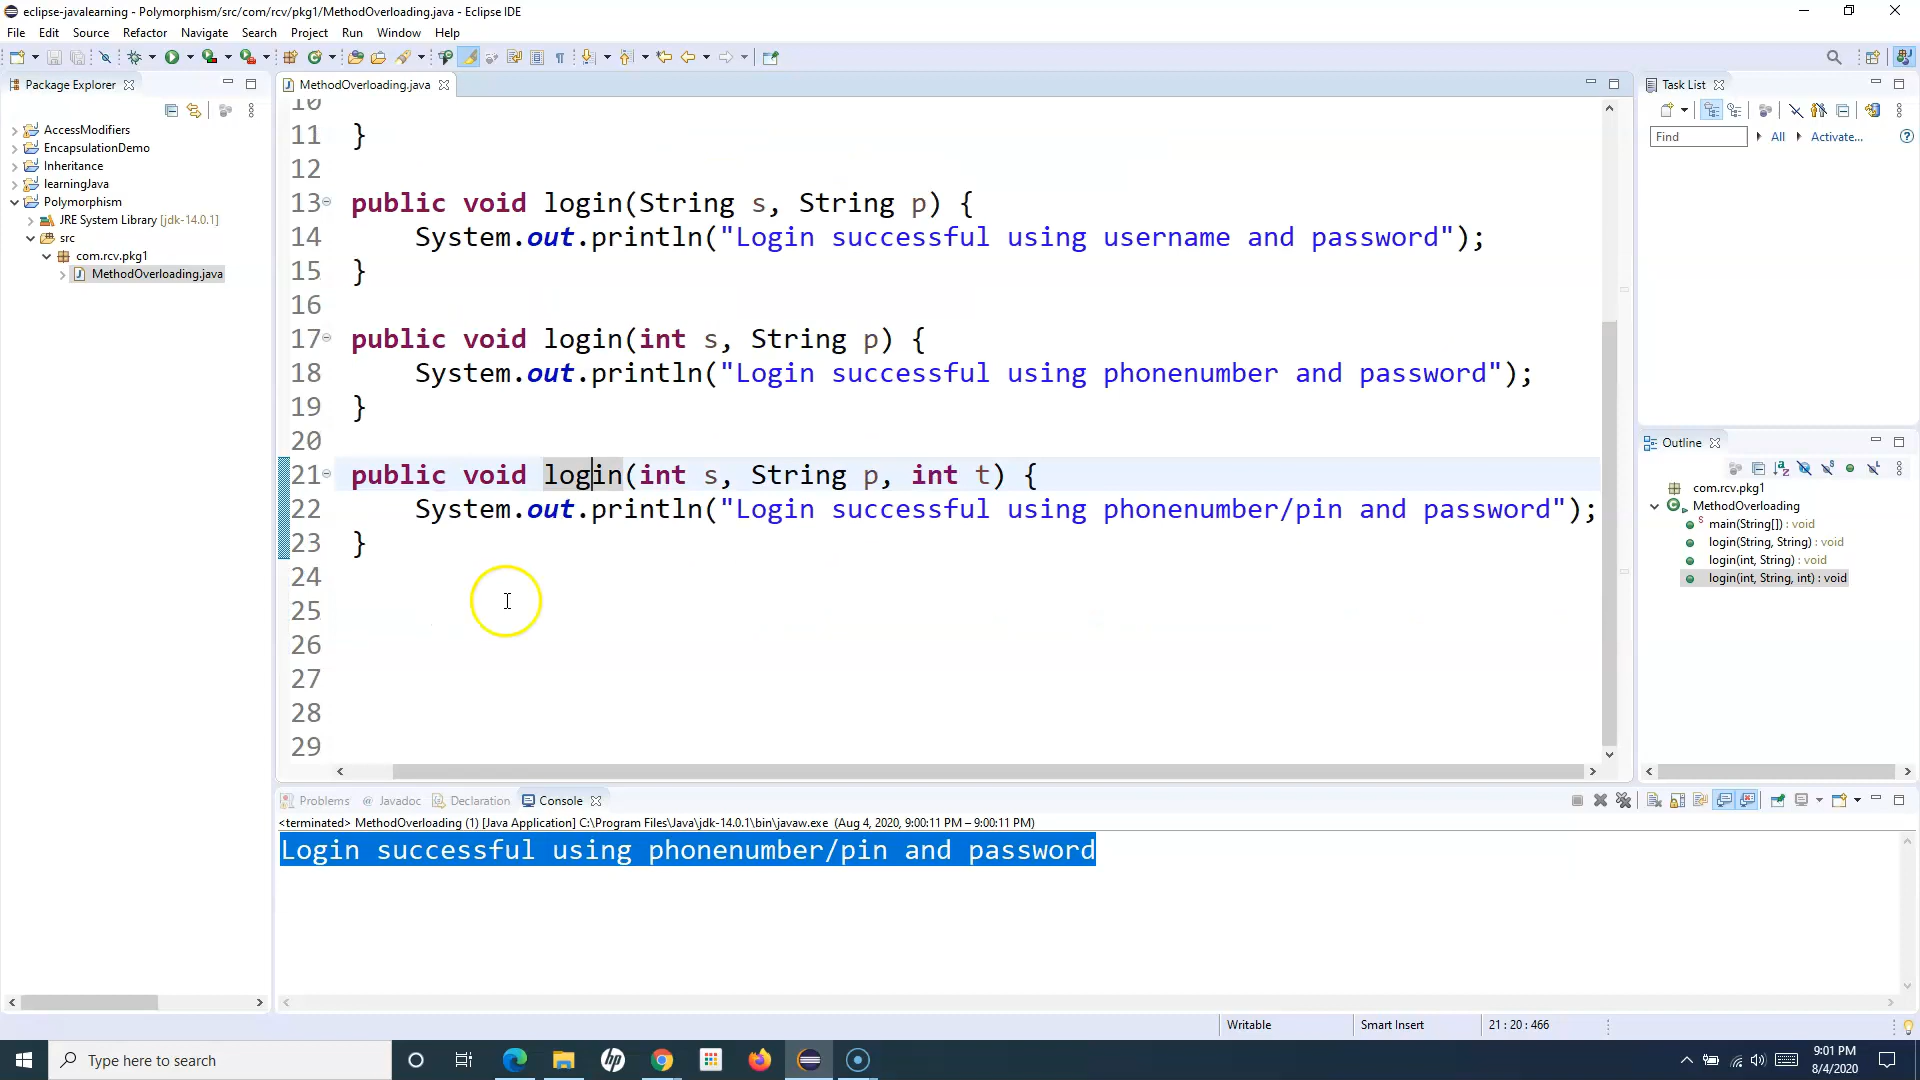 eclipse-javalearning - Polymorphism/src/com/rcv/pkg1/MethodOverloading.java - Eclipse IDE
File Edit Source Refactor Navigate Search Project Run Window Help
Package Explorer
AccessModifiers
EncapsulationDemo
Inheritance
learningJava
Polymorphism
JRE System Library [jdk-14.0.1]
src
com.rcv.pkg1
MethodOverloading.java
MethodOverloading.java
10
11 }
12
13 public void login(String s, String p) {
14 System.out.println("Login successful using username and password");
15 }
16
17 public void login(int s, String p) {
18 System.out.println("Login successful using phonenumber and password");
19 }
20
21 public void login(int s, String p, int t) {
22 System.out.println("Login successful using phonenumber/pin and password");
23 }
24
25
26
27
28
29
Task List
Find All Activate...
Outline
com.rcv.pkg1
MethodOverloading
main(String[]) : void
login(String, String) : void
login(int, String) : void
login(int, String, int) : void
Problems @ Javadoc Declaration Console
<terminated> MethodOverloading (1) [Java Application] C:\Program Files\Java\jdk-14.0.1\bin\javaw.exe (Aug 4, 2020, 9:00:11 PM – 9:00:11 PM)
Login successful using phonenumber/pin and password
Writable Smart Insert 21 : 20 : 466
Type here to search
9:01 PM
8/4/2020